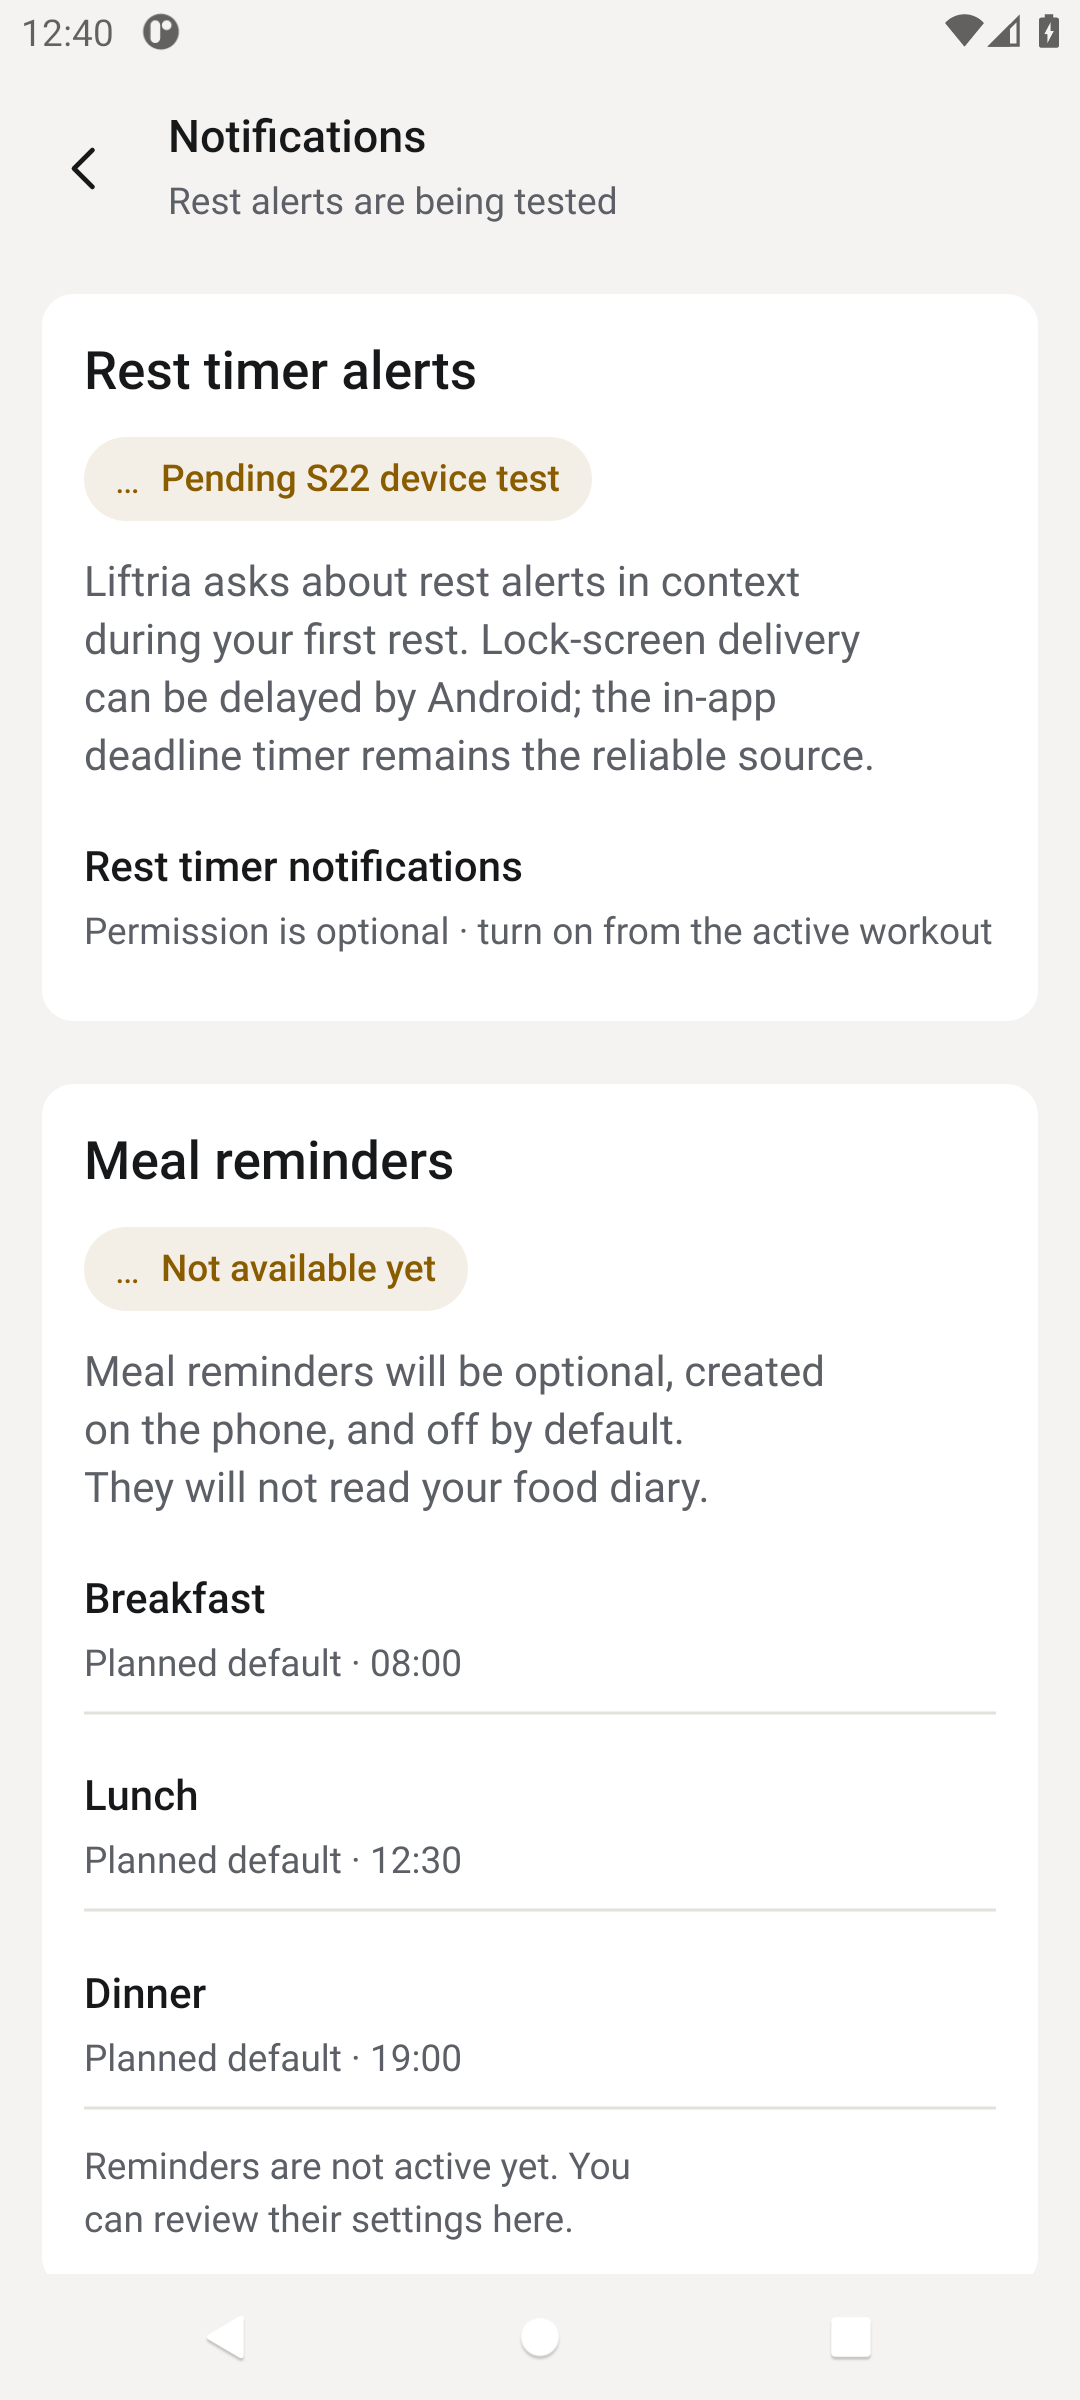 12:40
Notifications
Rest alerts are being tested
Rest timer alerts
... Pending S22 device test
Liftria asks about rest alerts in context
during your first rest. Lock-screen delivery
can be delayed by Android; the in-app
deadline timer remains the reliable source.
Rest timer notifications
Permission is optional · turn on from the active workout
Meal reminders
... Not available yet
Meal reminders will be optional, created
on the phone, and off by default.
They will not read your food diary.
Breakfast
Planned default · 08:00
Lunch
Planned default · 12:30
Dinner
Planned default · 19:00
Reminders are not active yet. You
can review their settings here.